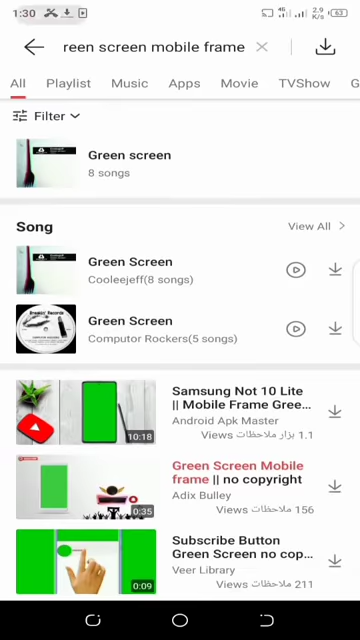 1:30
4G
2.9
K/s
63
reen screen mobile frame
All Playlist Music Apps Movie TVShow G
Filter
Green screen
8 songs
Song View All
Green Screen
Cooleejeff(8 songs)
Green Screen
Computor Rockers(5 songs)
Samsung Not 10 Lite
|| Mobile Frame Gree...
Android Apk Master
Views ملاحظات ہزار 1.1
10:18
Green Screen Mobile
frame || no copyright
Adix Bulley
Views ملاحظات 156
0:35
Subscribe Button
Green Screen no cop...
Veer Library
Views ملاحظات 211
0:09